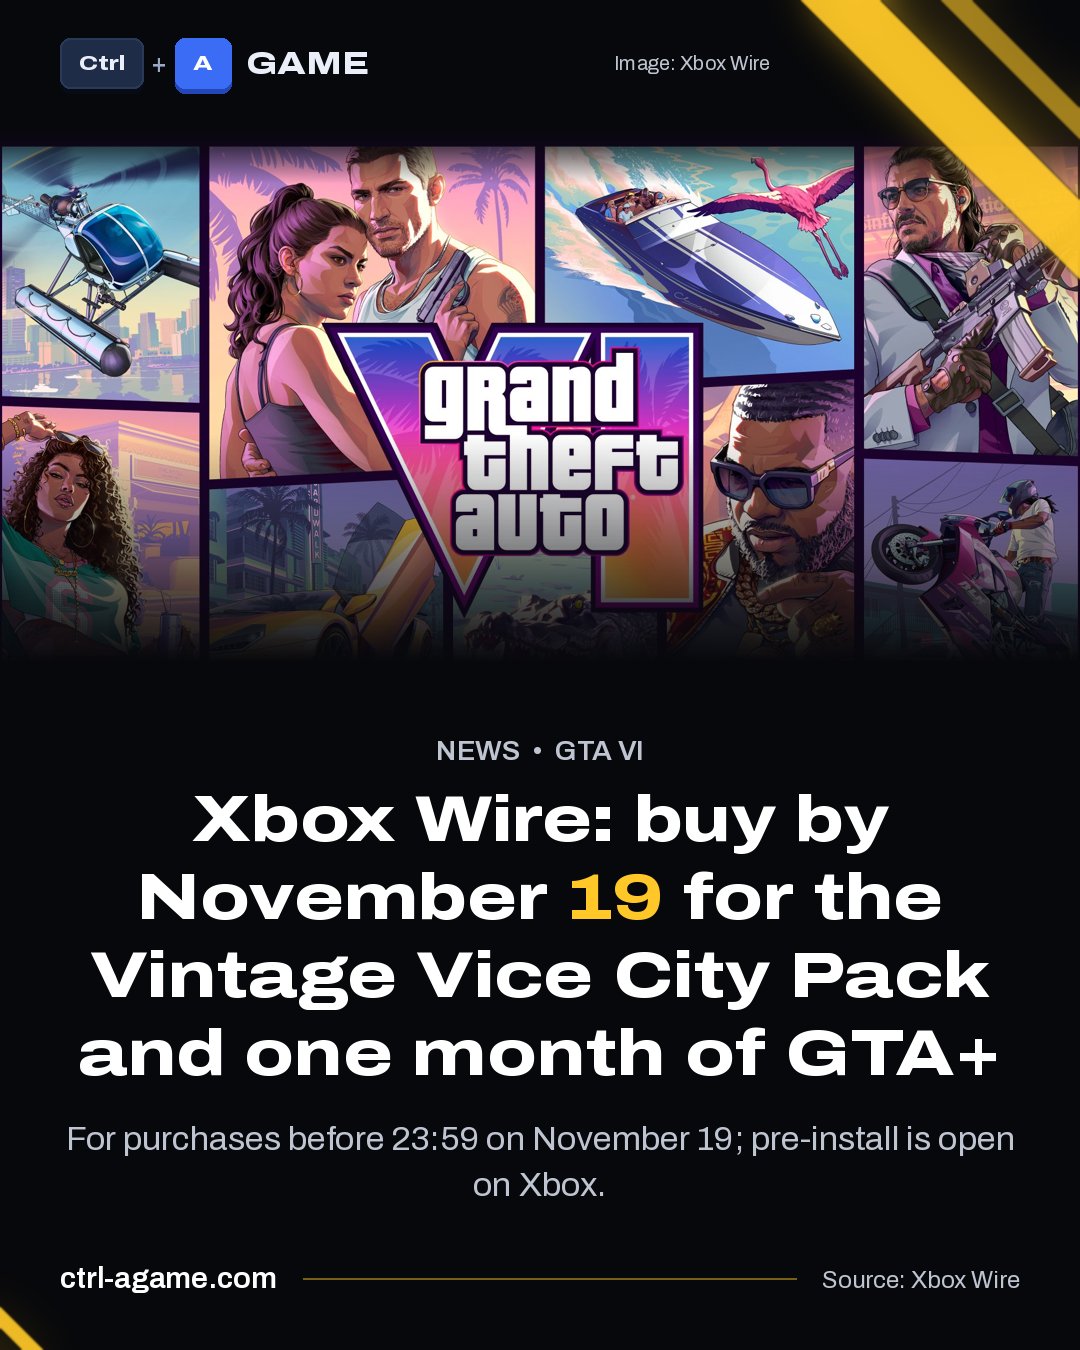 Ctrl + A GAME
Image: Xbox Wire
grand
theft
auto
VI
NEWS • GTA VI
Xbox Wire: buy by
November 19 for the
Vintage Vice City Pack
and one month of GTA+
For purchases before 23:59 on November 19; pre-install is open
on Xbox.
ctrl-agame.com
Source: Xbox Wire